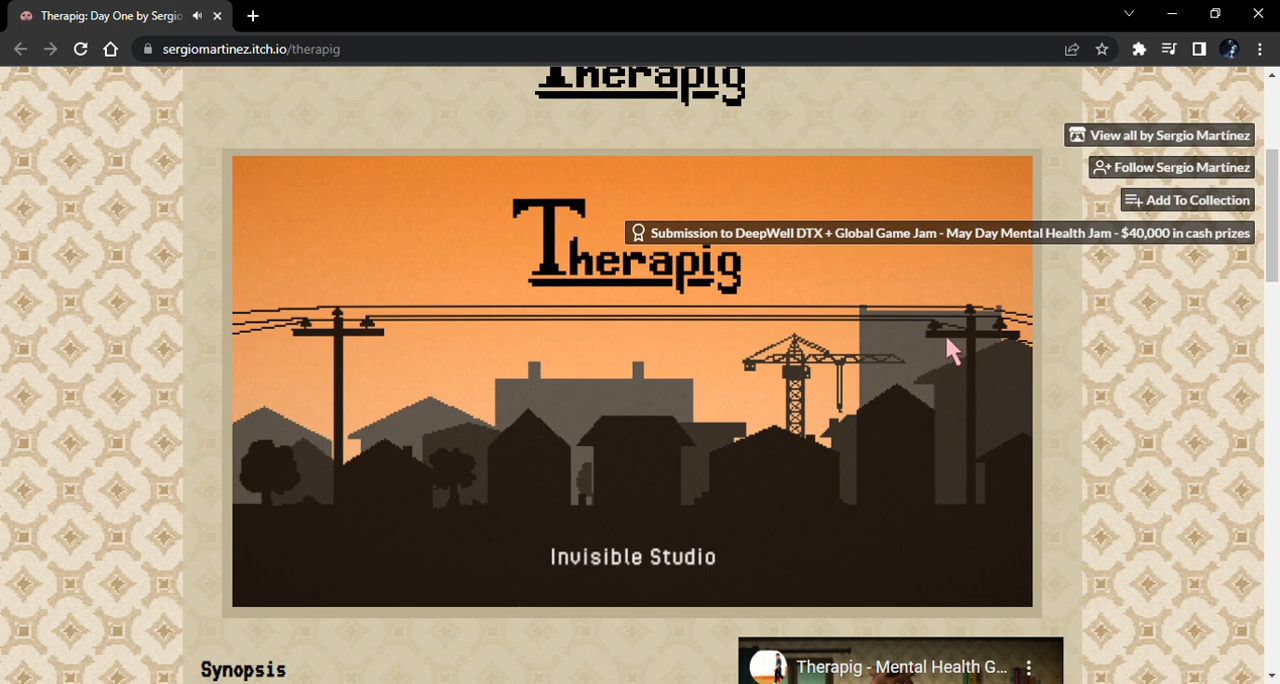 Therapig: Day One by Sergio
sergiomartinez.itch.io/therapig
Therapig
View all by Sergio Martínez
Follow Sergio Martínez
Add To Collection
Submission to DeepWell DTX + Global Game Jam - May Day Mental Health Jam - $40,000 in cash prizes
Therapig
Invisible Studio
Synopsis
Therapig - Mental Health G...